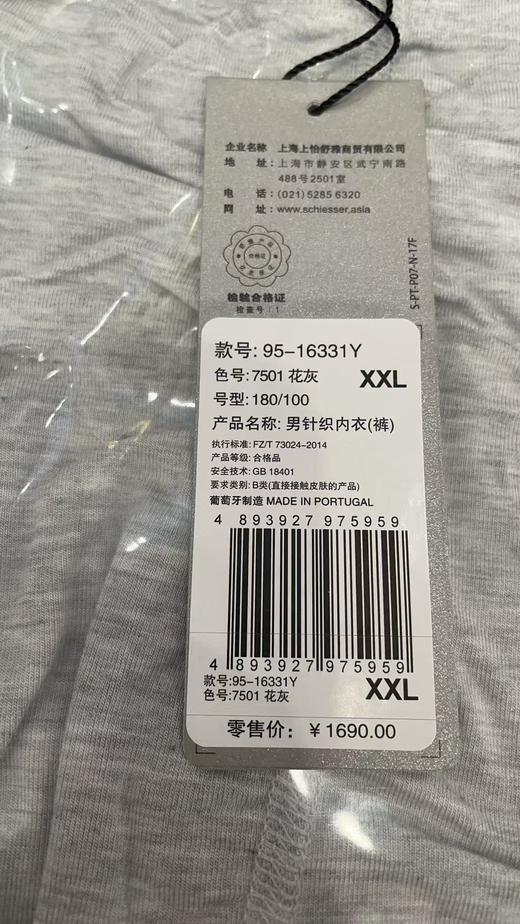 企业名称 上海上怡舒雅商贸有限公司
地 址：上海市静安区武宁南路
488号2501室
电 话：(021) 5285 6320
网 址：www.schiesser.asia
合格证
检验合格证
检查号：1
S-PT-P07-N-17F
款号: 95-16331Y
色号: 7501 花灰 XXL
号型: 180/100
产品名称: 男针织内衣(裤)
执行标准: FZ/T 73024-2014
产品等级: 合格品
安全技术: GB 18401
要求类别: B类(直接接触皮肤的产品)
葡萄牙制造 MADE IN PORTUGAL
4 893927 975959
4 893927 975959
款号:95-16331Y
色号:7501 花灰 XXL
零售价: ￥1690.00